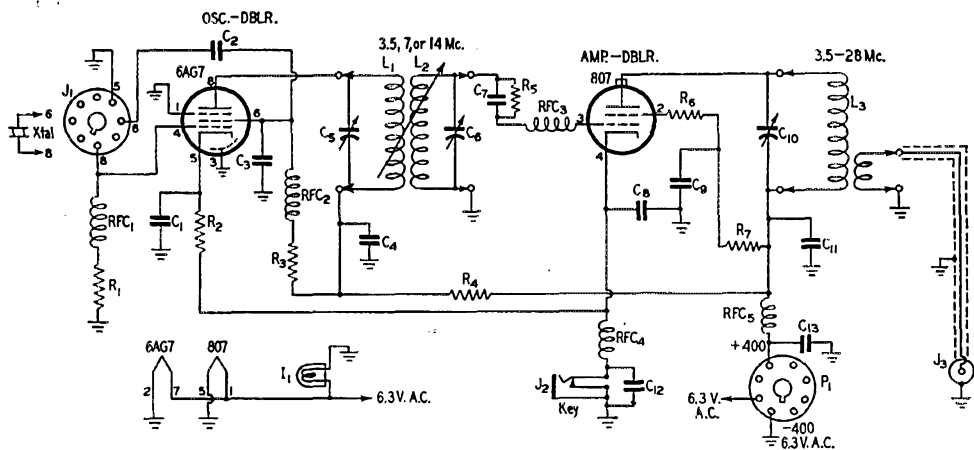 OSC.-DBLR.
C2
3.5, 7, or 14 Mc.
L1 L2
AMP.-DBLR.
807
3.5-28 Mc.
6AG7
8
J1
5
6
8
Xtal
6
8
1
4
6
5
3
C5
C6
C7
R5
RFC3
3
2
4
R6
C10
L3
C3
RFC1
C1
R2
RFC2
R3
C4
C8
C9
R7
C11
R1
R4
RFC5
6AG7 807
I1
RFC4
+400
C13
J3
2 7 5 1
6.3 V. A.C.
J2
Key
C12
6.3 V.
A.C.
P1
-400
6.3 V. A.C.